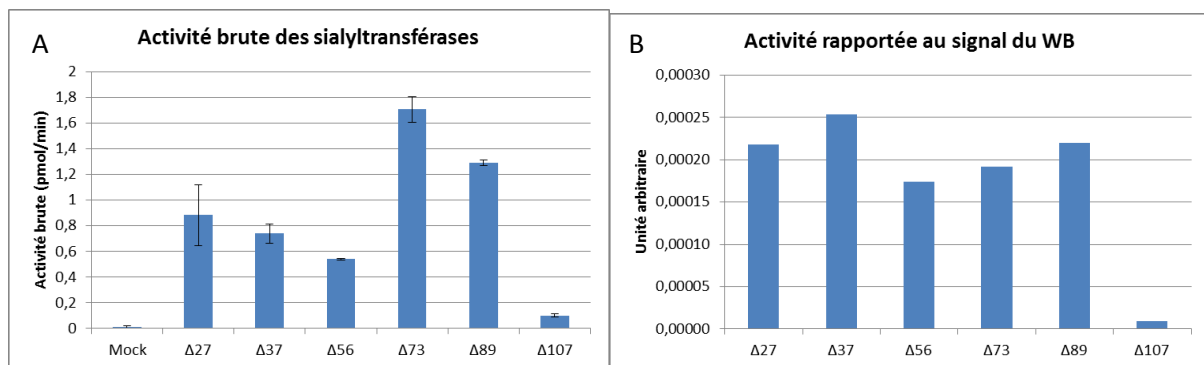 A
Activité brute des sialyltransférases
Activité brute (pmol/min)
2
1,8
1,6
1,4
1,2
1
0,8
0,6
0,4
0,2
0
Mock Δ27 Δ37 Δ56 Δ73 Δ89 Δ107
B
Activité rapportée au signal du WB
Unité arbitraire
0,00030
0,00025
0,00020
0,00015
0,00010
0,00005
0,00000
Δ27 Δ37 Δ56 Δ73 Δ89 Δ107